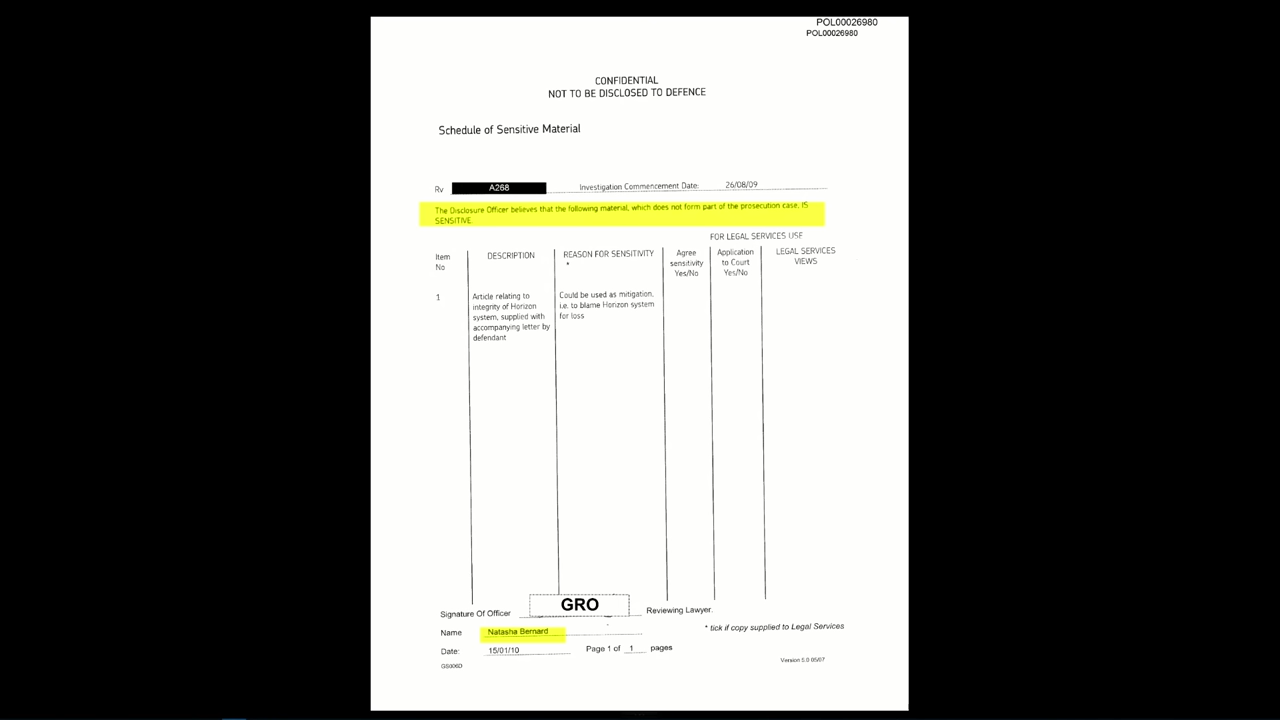 POL00026980
POL00026980
CONFIDENTIAL
NOT TO BE DISCLOSED TO DEFENCE
Schedule of Sensitive Material
Rv A268 Investigation Commencement Date: 26/08/09
The Disclosure Officer believes that the following material, which does not form part of the prosecution case, IS
SENSITIVE.
FOR LEGAL SERVICES USE
Item
No
DESCRIPTION
REASON FOR SENSITIVITY
*
Agree
sensitivity
Yes/No
Application
to Court
Yes/No
LEGAL SERVICES
VIEWS
1
Article relating to
integrity of Horizon
system, supplied with
accompanying letter by
defendant
Could be used as mitigation,
i.e. to blame Horizon system
for loss
Signature Of Officer GRO Reviewing Lawyer.
Name Natasha Bernard
* tick if copy supplied to Legal Services
Date: 15/01/10 Page 1 of 1 pages
GS006D
Version 5.0 05/07